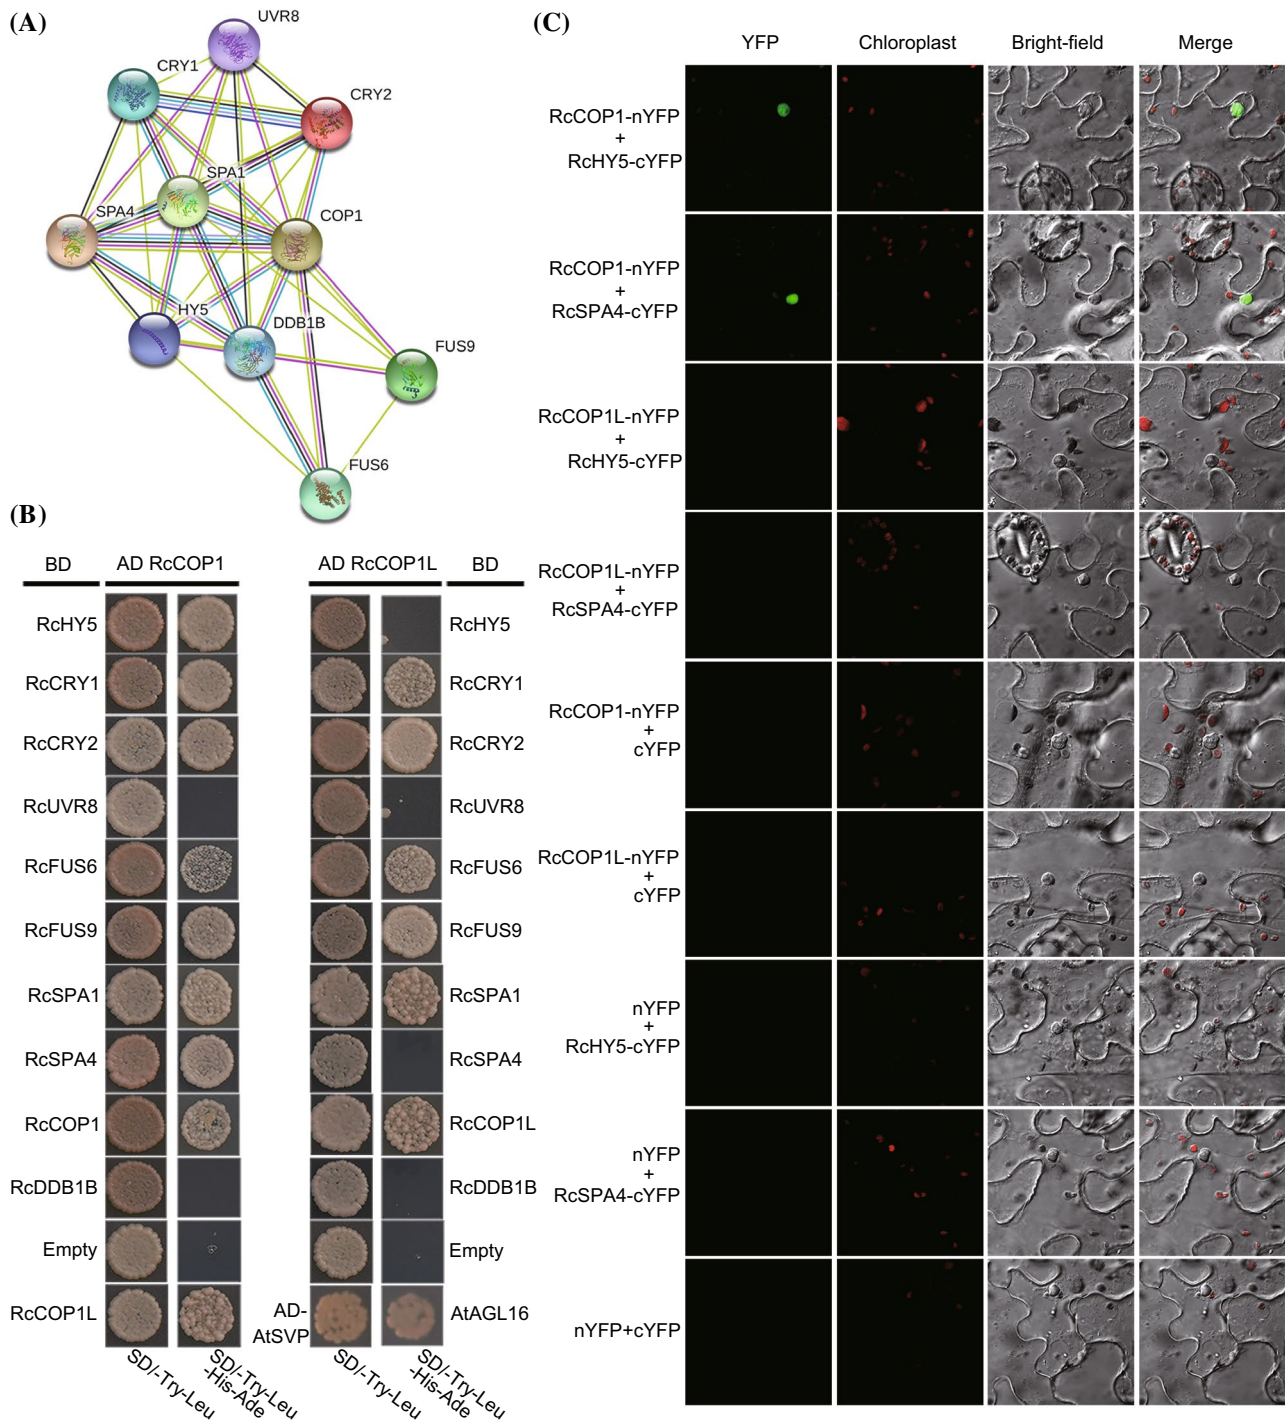 (A)
UVR8
CRY1
CRY2
SPA1
SPA4
COP1
HY5
DDB1B
FUS9
FUS6
(B)
BD AD RcCOP1 AD RcCOP1L BD
RcHY5 RcHY5
RcCRY1 RcCRY1
RcCRY2 RcCRY2
RcUVR8 RcUVR8
RcFUS6 RcFUS6
RcFUS9 RcFUS9
RcSPA1 RcSPA1
RcSPA4 RcSPA4
RcCOP1 RcCOP1L
RcDDB1B RcDDB1B
Empty Empty
RcCOP1L AD-AtSVP AtAGL16
SD/-Try-Leu
SD/-Try-Leu
-His-Ade
SD/-Try-Leu
SD/-Try-Leu
-His-Ade
(C)
YFP Chloroplast Bright-field Merge
RcCOP1-nYFP
+
RcHY5-cYFP
RcCOP1-nYFP
+
RcSPA4-cYFP
RcCOP1L-nYFP
+
RcHY5-cYFP
RcCOP1L-nYFP
+
RcSPA4-cYFP
RcCOP1-nYFP
+
cYFP
RcCOP1L-nYFP
+
cYFP
nYFP
+
RcHY5-cYFP
nYFP
+
RcSPA4-cYFP
nYFP+cYFP